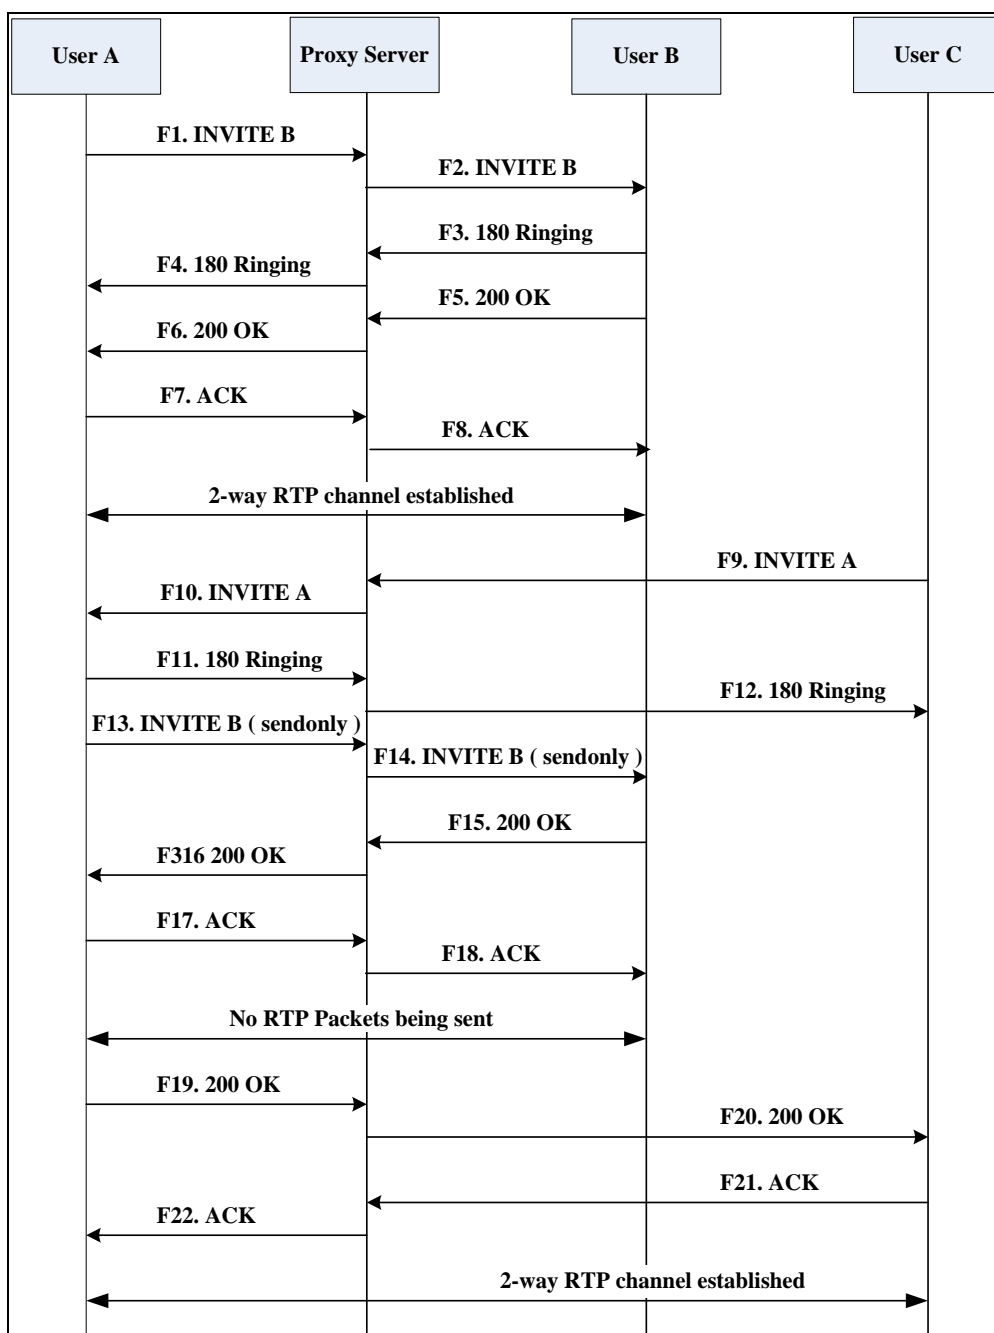 User A
Proxy Server
User B
User C
F1. INVITE B
F2. INVITE B
F3. 180 Ringing
F4. 180 Ringing
F5. 200 OK
F6. 200 OK
F7. ACK
F8. ACK
2-way RTP channel established
F9. INVITE A
F10. INVITE A
F11. 180 Ringing
F12. 180 Ringing
F13. INVITE B ( sendonly )
F14. INVITE B ( sendonly )
F15. 200 OK
F316 200 OK
F17. ACK
F18. ACK
No RTP Packets being sent
F19. 200 OK
F20. 200 OK
F21. ACK
F22. ACK
2-way RTP channel established